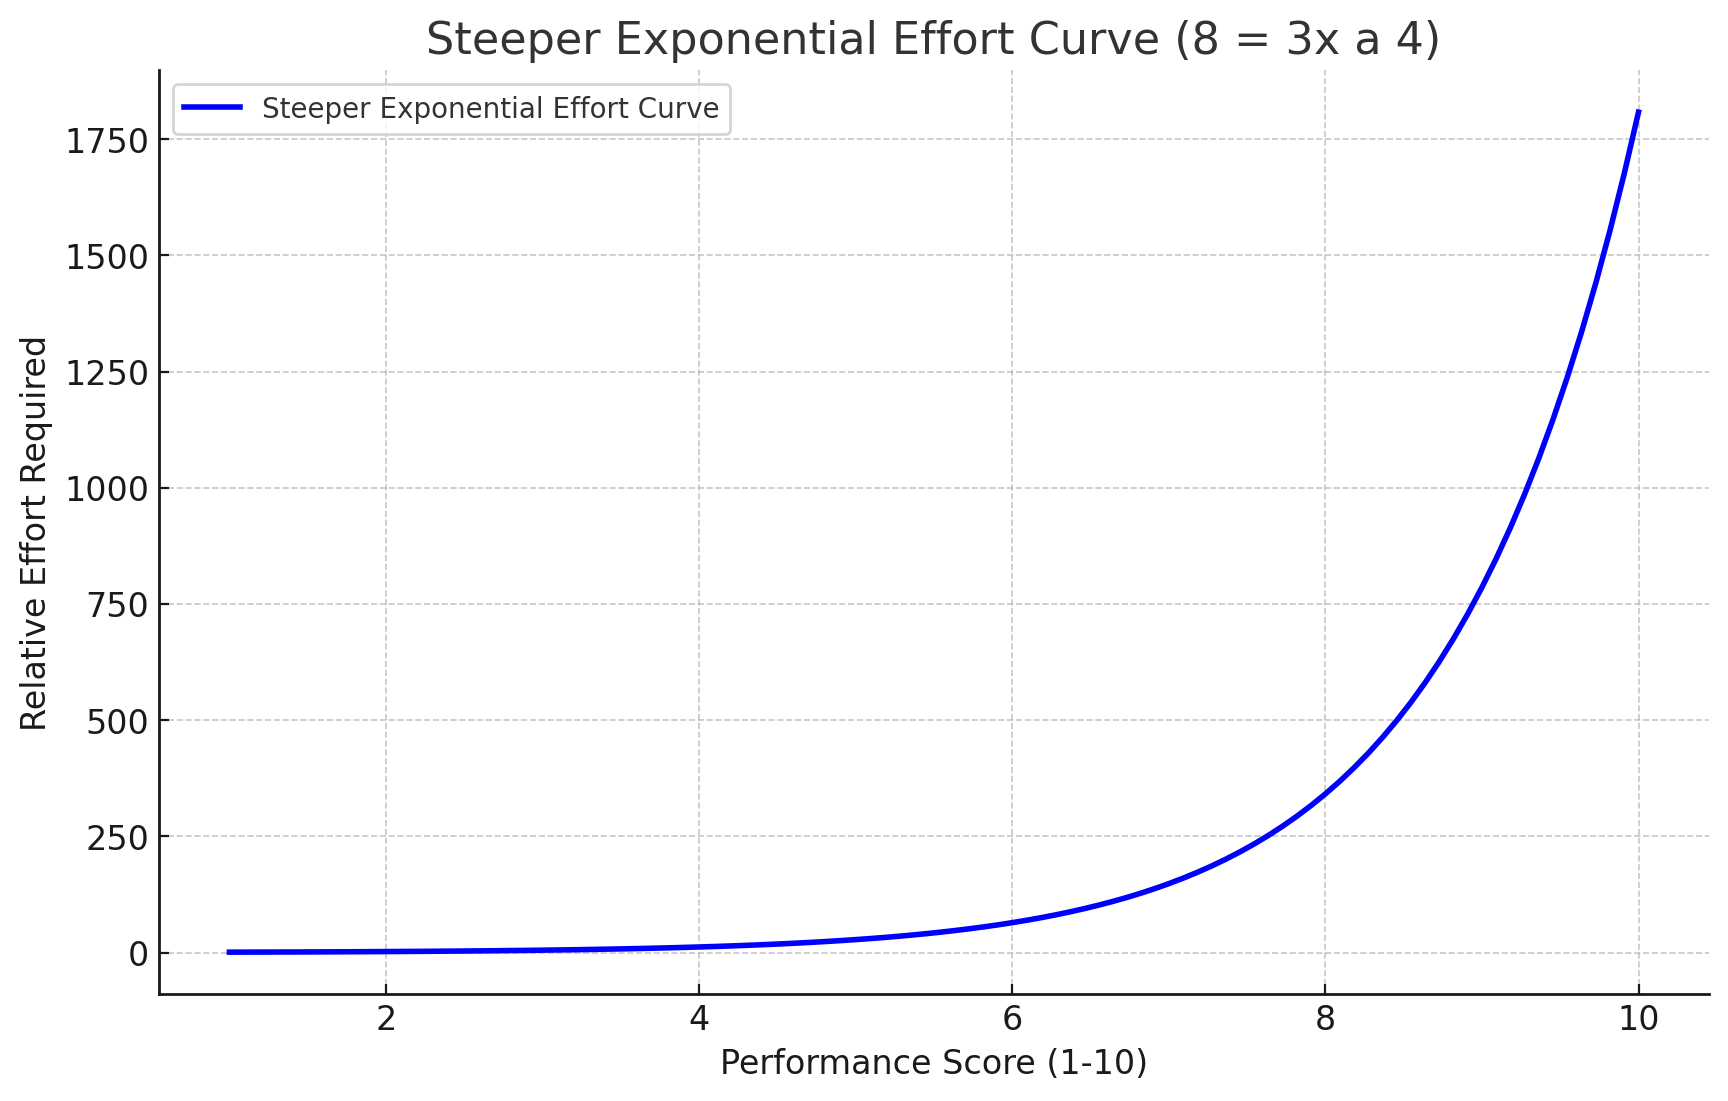 Steeper Exponential Effort Curve (8 = 3x a 4)
Steeper Exponential Effort Curve
Relative Effort Required
1750
1500
1250
1000
750
500
250
0
2 4 6 8 10
Performance Score (1-10)